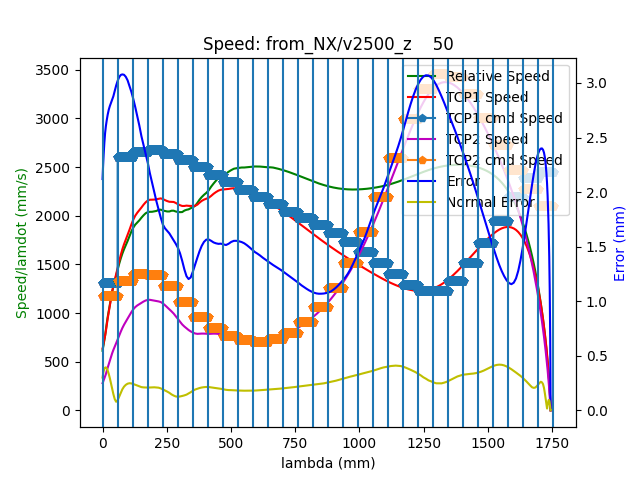 Speed: from_NX/v2500_z    50
3500
3000
2500
2000
1500
1000
500
0
Speed/lamdot (mm/s)
3.0
2.5
2.0
1.5
1.0
0.5
0.0
Error (mm)
Relative Speed
TCP1 Speed
TCP1 cmd Speed
TCP2 Speed
TCP2 cmd Speed
Error
Normal Error
0 250 500 750 1000 1250 1500 1750
lambda (mm)